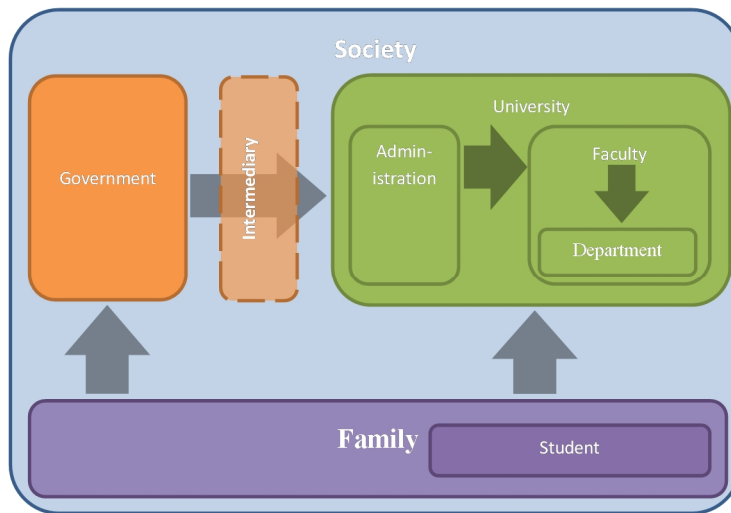 Society
University
Government
Intermediary
Admin-
istration
Faculty
Department
Family
Student